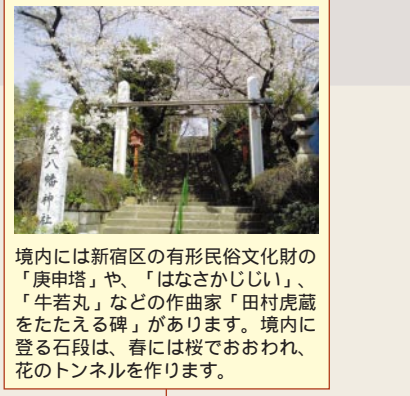 筑土八幡神社
境内には新宿区の有形民俗文化財の
「庚申塔」や、「はなさかじじい」、
「牛若丸」などの作曲家「田村虎蔵
をたたえる碑」があります。境内に
登る石段は、春には桜でおおわれ、
花のトンネルを作ります。